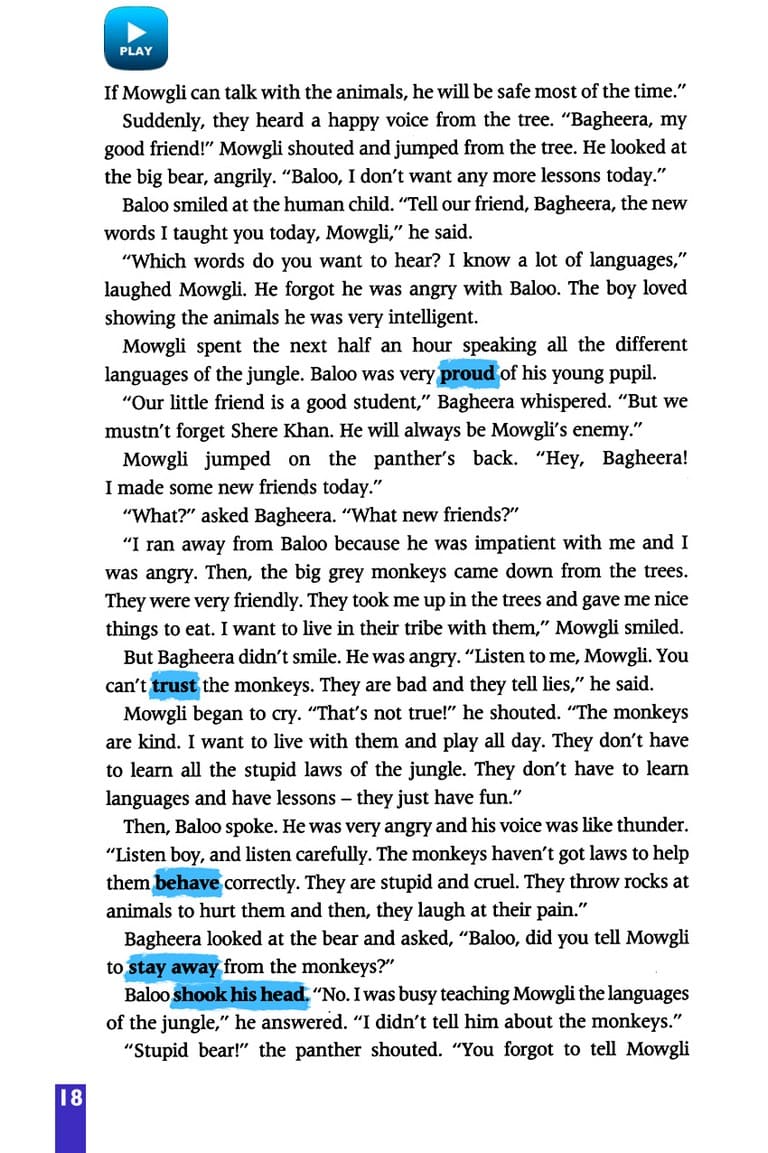 PLAY
If Mowgli can talk with the animals, he will be safe most of the time.”
Suddenly, they heard a happy voice from the tree. “Bagheera, my
good friend!” Mowgli shouted and jumped from the tree. He looked at
the big bear, angrily. “Baloo, I don’t want any more lessons today.”
Baloo smiled at the human child. “Tell our friend, Bagheera, the new
words I taught you today, Mowgli,” he said.
“Which words do you want to hear? I know a lot of languages,”
laughed Mowgli. He forgot he was angry with Baloo. The boy loved
showing the animals he was very intelligent.
Mowgli spent the next half an hour speaking all the different
languages of the jungle. Baloo was very proud of his young pupil.
“Our little friend is a good student,” Bagheera whispered. “But we
mustn’t forget Shere Khan. He will always be Mowgli’s enemy.”
Mowgli jumped on the panther’s back. “Hey, Bagheera!
I made some new friends today.”
“What?” asked Bagheera. “What new friends?”
“I ran away from Baloo because he was impatient with me and I
was angry. Then, the big grey monkeys came down from the trees.
They were very friendly. They took me up in the trees and gave me nice
things to eat. I want to live in their tribe with them,” Mowgli smiled.
But Bagheera didn’t smile. He was angry. “Listen to me, Mowgli. You
can’t trust the monkeys. They are bad and they tell lies,” he said.
Mowgli began to cry. “That’s not true!” he shouted. “The monkeys
are kind. I want to live with them and play all day. They don’t have
to learn all the stupid laws of the jungle. They don’t have to learn
languages and have lessons – they just have fun.”
Then, Baloo spoke. He was very angry and his voice was like thunder.
“Listen boy, and listen carefully. The monkeys haven’t got laws to help
them behave correctly. They are stupid and cruel. They throw rocks at
animals to hurt them and then, they laugh at their pain.”
Bagheera looked at the bear and asked, “Baloo, did you tell Mowgli
to stay away from the monkeys?”
Baloo shook his head. “No. I was busy teaching Mowgli the languages
of the jungle,” he answered. “I didn’t tell him about the monkeys.”
“Stupid bear!” the panther shouted. “You forgot to tell Mowgli
18